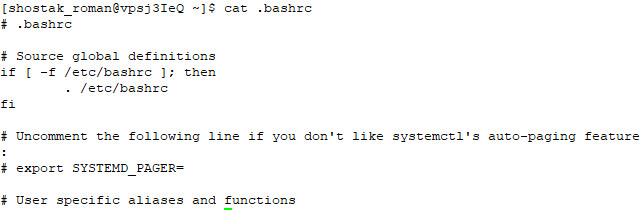 [shostak_roman@vpsj3IeQ ~]$ cat .bashrc
# .bashrc
# Source global definitions
if [ -f /etc/bashrc ]; then
        . /etc/bashrc
fi
# Uncomment the following line if you don't like systemctl's auto-paging feature
:
# export SYSTEMD_PAGER=
# User specific aliases and functions